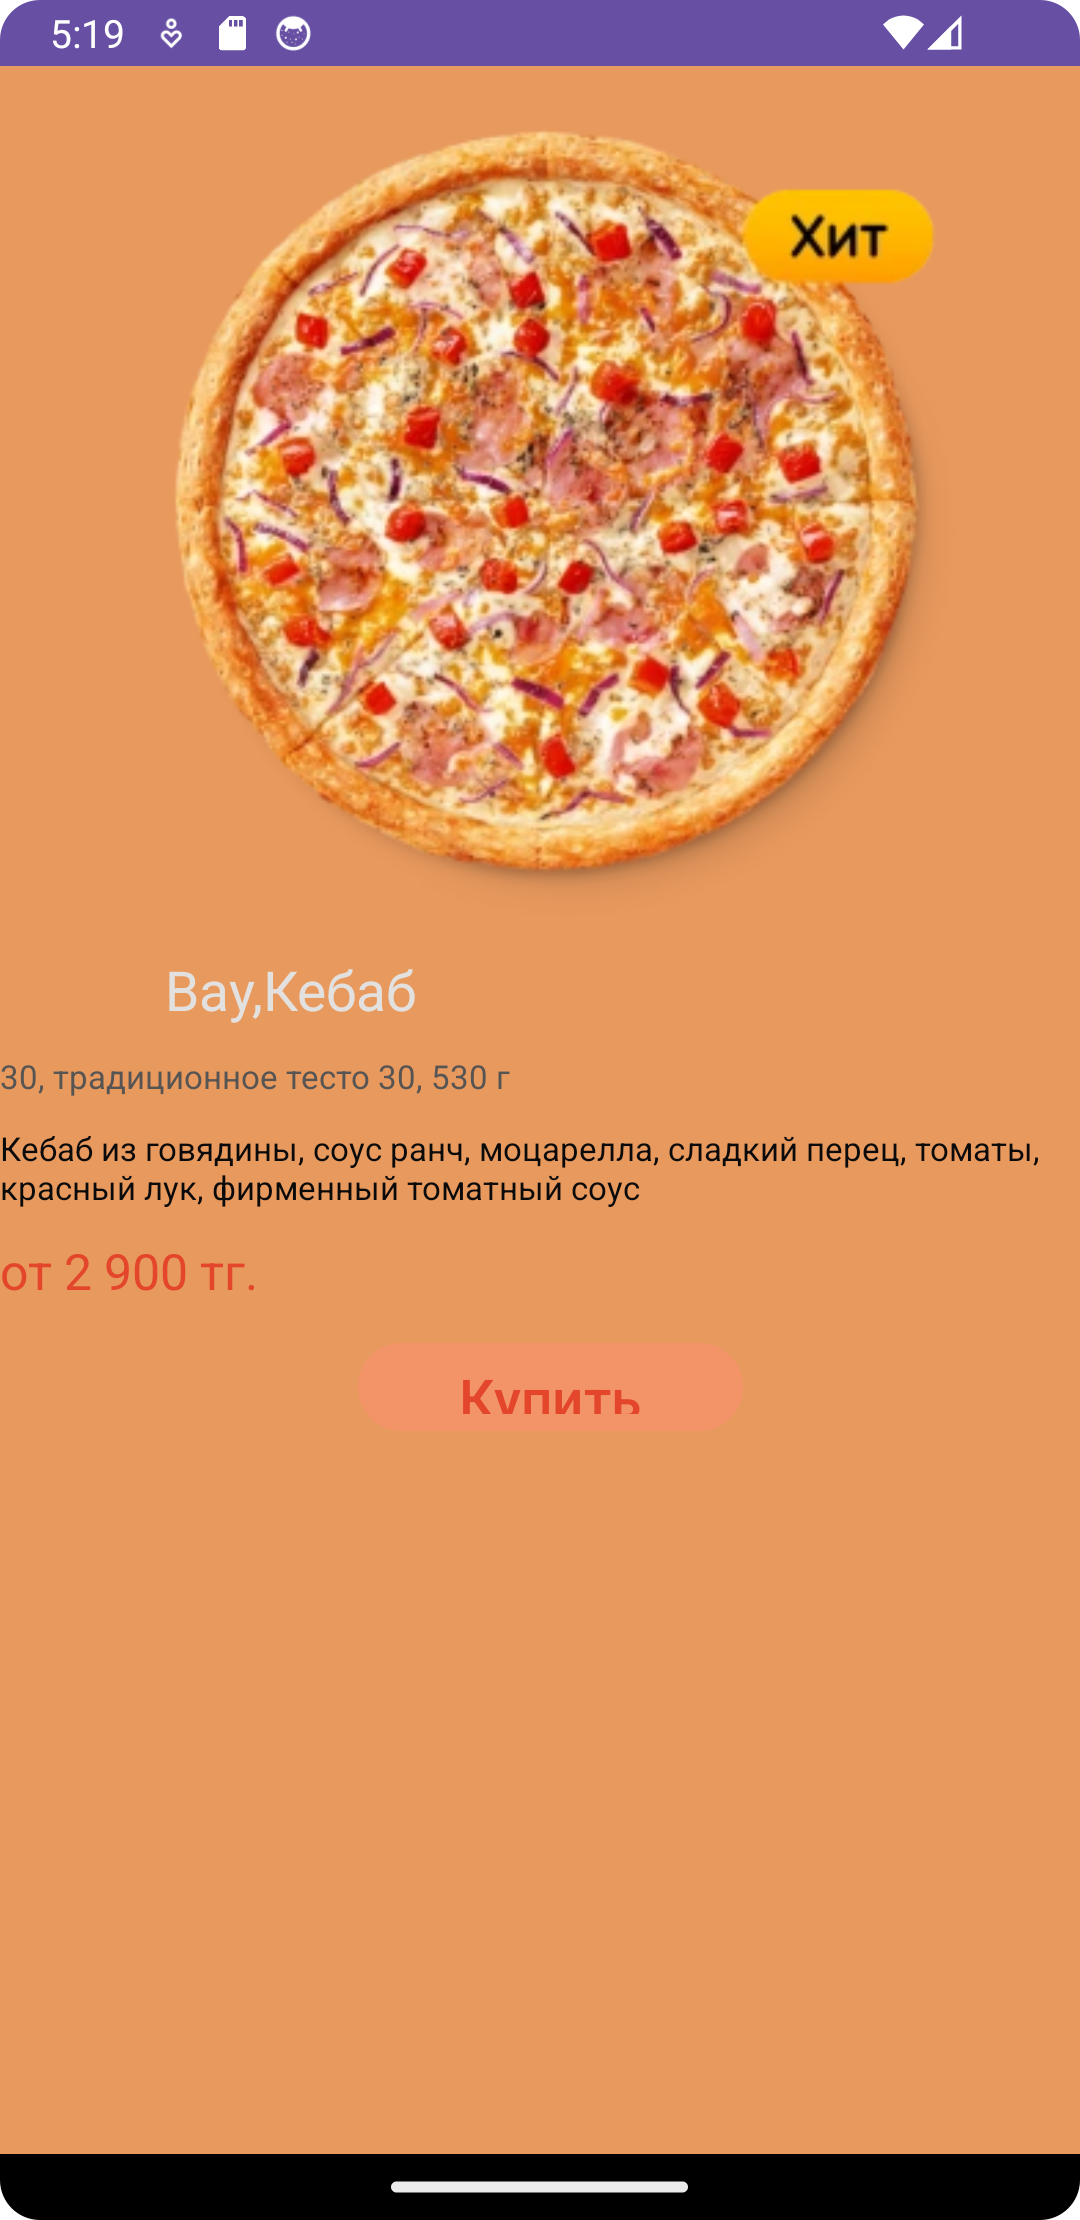 5:19
Хит
Вау,Кебаб
30, традиционное тесто 30, 530 г
Кебаб из говядины, соус ранч, моцарелла, сладкий перец, томаты,
красный лук, фирменный томатный соус
от 2 900 тг.
Купить